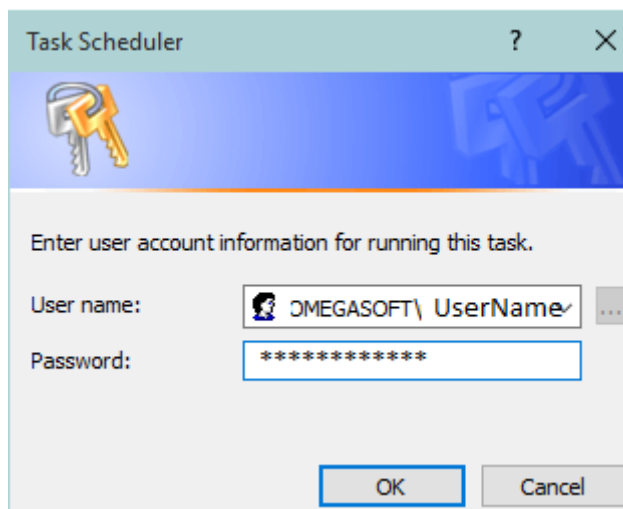 Task Scheduler ? ×
Enter user account information for running this task.
User name: OMEGASOFT\ UserName ...
Password: ************
OK Cancel